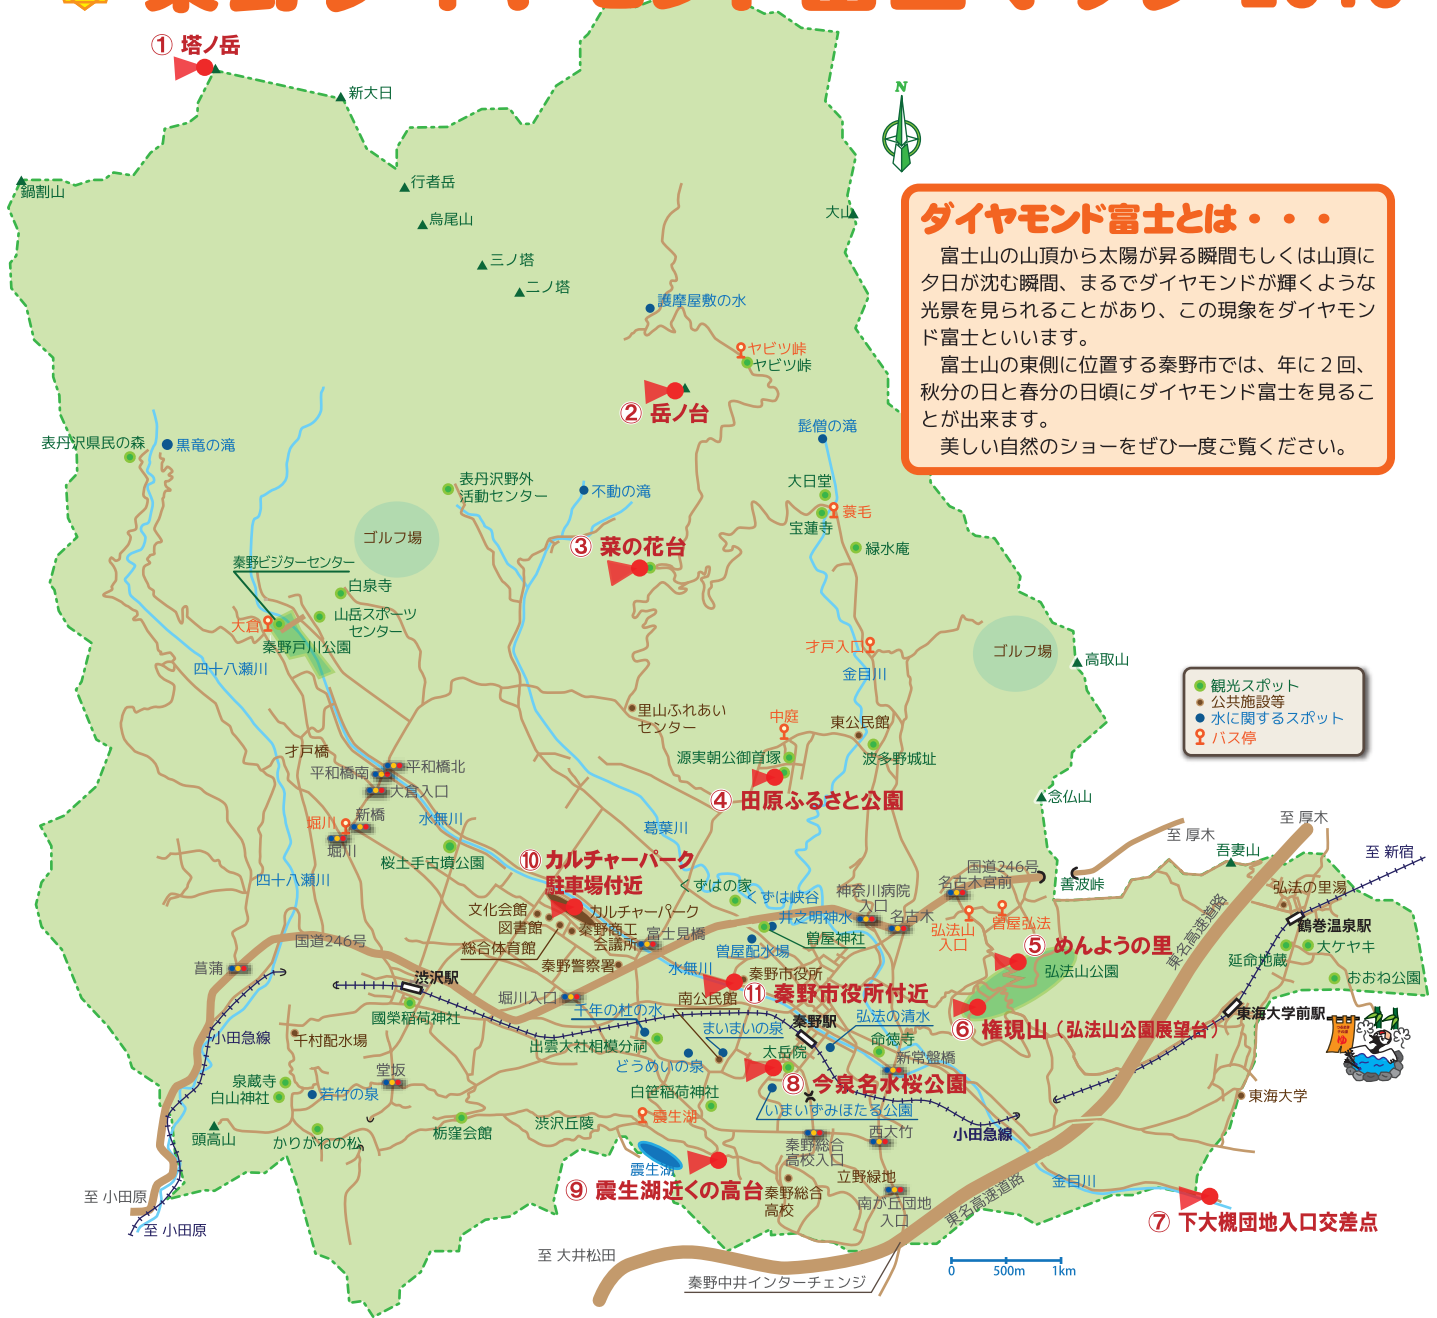 ① 塔ノ岳
新大日
鍋割山
行者岳
烏尾山
大山
三ノ塔
二ノ塔
護摩屋敷の水
ヤビツ峠
ヤビツ峠
② 岳ノ台
N
ダイヤモンド富士とは・・・
富士山の山頂から太陽が昇る瞬間もしくは山頂に
夕日が沈む瞬間、まるでダイヤモンドが輝くような
光景を見られることがあり、この現象をダイヤモン
ド富士といいます。
富士山の東側に位置する秦野市では、年に２回、
秋分の日と春分の日頃にダイヤモンド富士を見るこ
とが出来ます。
美しい自然のショーをぜひ一度ご覧ください。
表丹沢県民の森
黒竜の滝
髭僧の滝
表丹沢野外
活動センター
不動の滝
大日堂
蓑毛
宝蓮寺
緑水庵
ゴルフ場
③ 菜の花台
秦野ビジターセンター
白泉寺
山岳スポーツ
センター
大倉
秦野戸川公園
四十八瀬川
才戸入口
金目川
ゴルフ場
高取山
観光スポット
公共施設等
水に関するスポット
バス停
里山ふれあい
センター
中庭
東公民館
源実朝公御首塚
波多野城址
④ 田原ふるさと公園
才戸橋
平和橋南
平和橋北
大倉入口
新橋
堀川
堀川
水無川
桜土手古墳公園
葛葉川
念仏山
至 厚木
至 厚木
吾妻山
至 新宿
⑩ カルチャーパーク
駐車場付近
くずはの家
くずは峡谷
神奈川病院
入口
国道246号
名古木宮前
善波峠
弘法の里湯
四十八瀬川
文化会館
カルチャーパーク
図書館
秦野商工
会議所
総合体育館
富士見橋
井之明神水
名古木
曽屋神社
曽屋配水場
弘法山
入口
曽屋弘法
鶴巻温泉駅
大ケヤキ
延命地蔵
おおね公園
⑤ めんようの里
弘法山公園
東名高速道路
国道246号
菖蒲
渋沢駅
秦野警察署
水無川
秦野市役所
南公民館
⑪ 秦野市役所付近
堀川入口
千年の杜の水
國榮稲荷神社
まいまいの泉
秦野駅
弘法の清水
⑥ 権現山（弘法山公園展望台）
東海大学前駅
小田急線
千村配水場
出雲大社相模分祠
どうめいの泉
太岳院
命徳寺
新常盤橋
⑧ 今泉名水桜公園
泉蔵寺
白山神社
若竹の泉
堂坂
白笹稲荷神社
いまいずみほたる公園
東海大学
頭高山
かりがねの松
栃窪会館
渋沢丘陵
震生湖
秦野総合
高校入口
西大竹
小田急線
震生湖
⑨ 震生湖近くの高台
秦野総合
高校
立野緑地
南が丘団地
入口
東名高速道路
金目川
⑦ 下大槻団地入口交差点
至 小田原
至 小田原
至 大井松田
秦野中井インターチェンジ
0 500m 1km